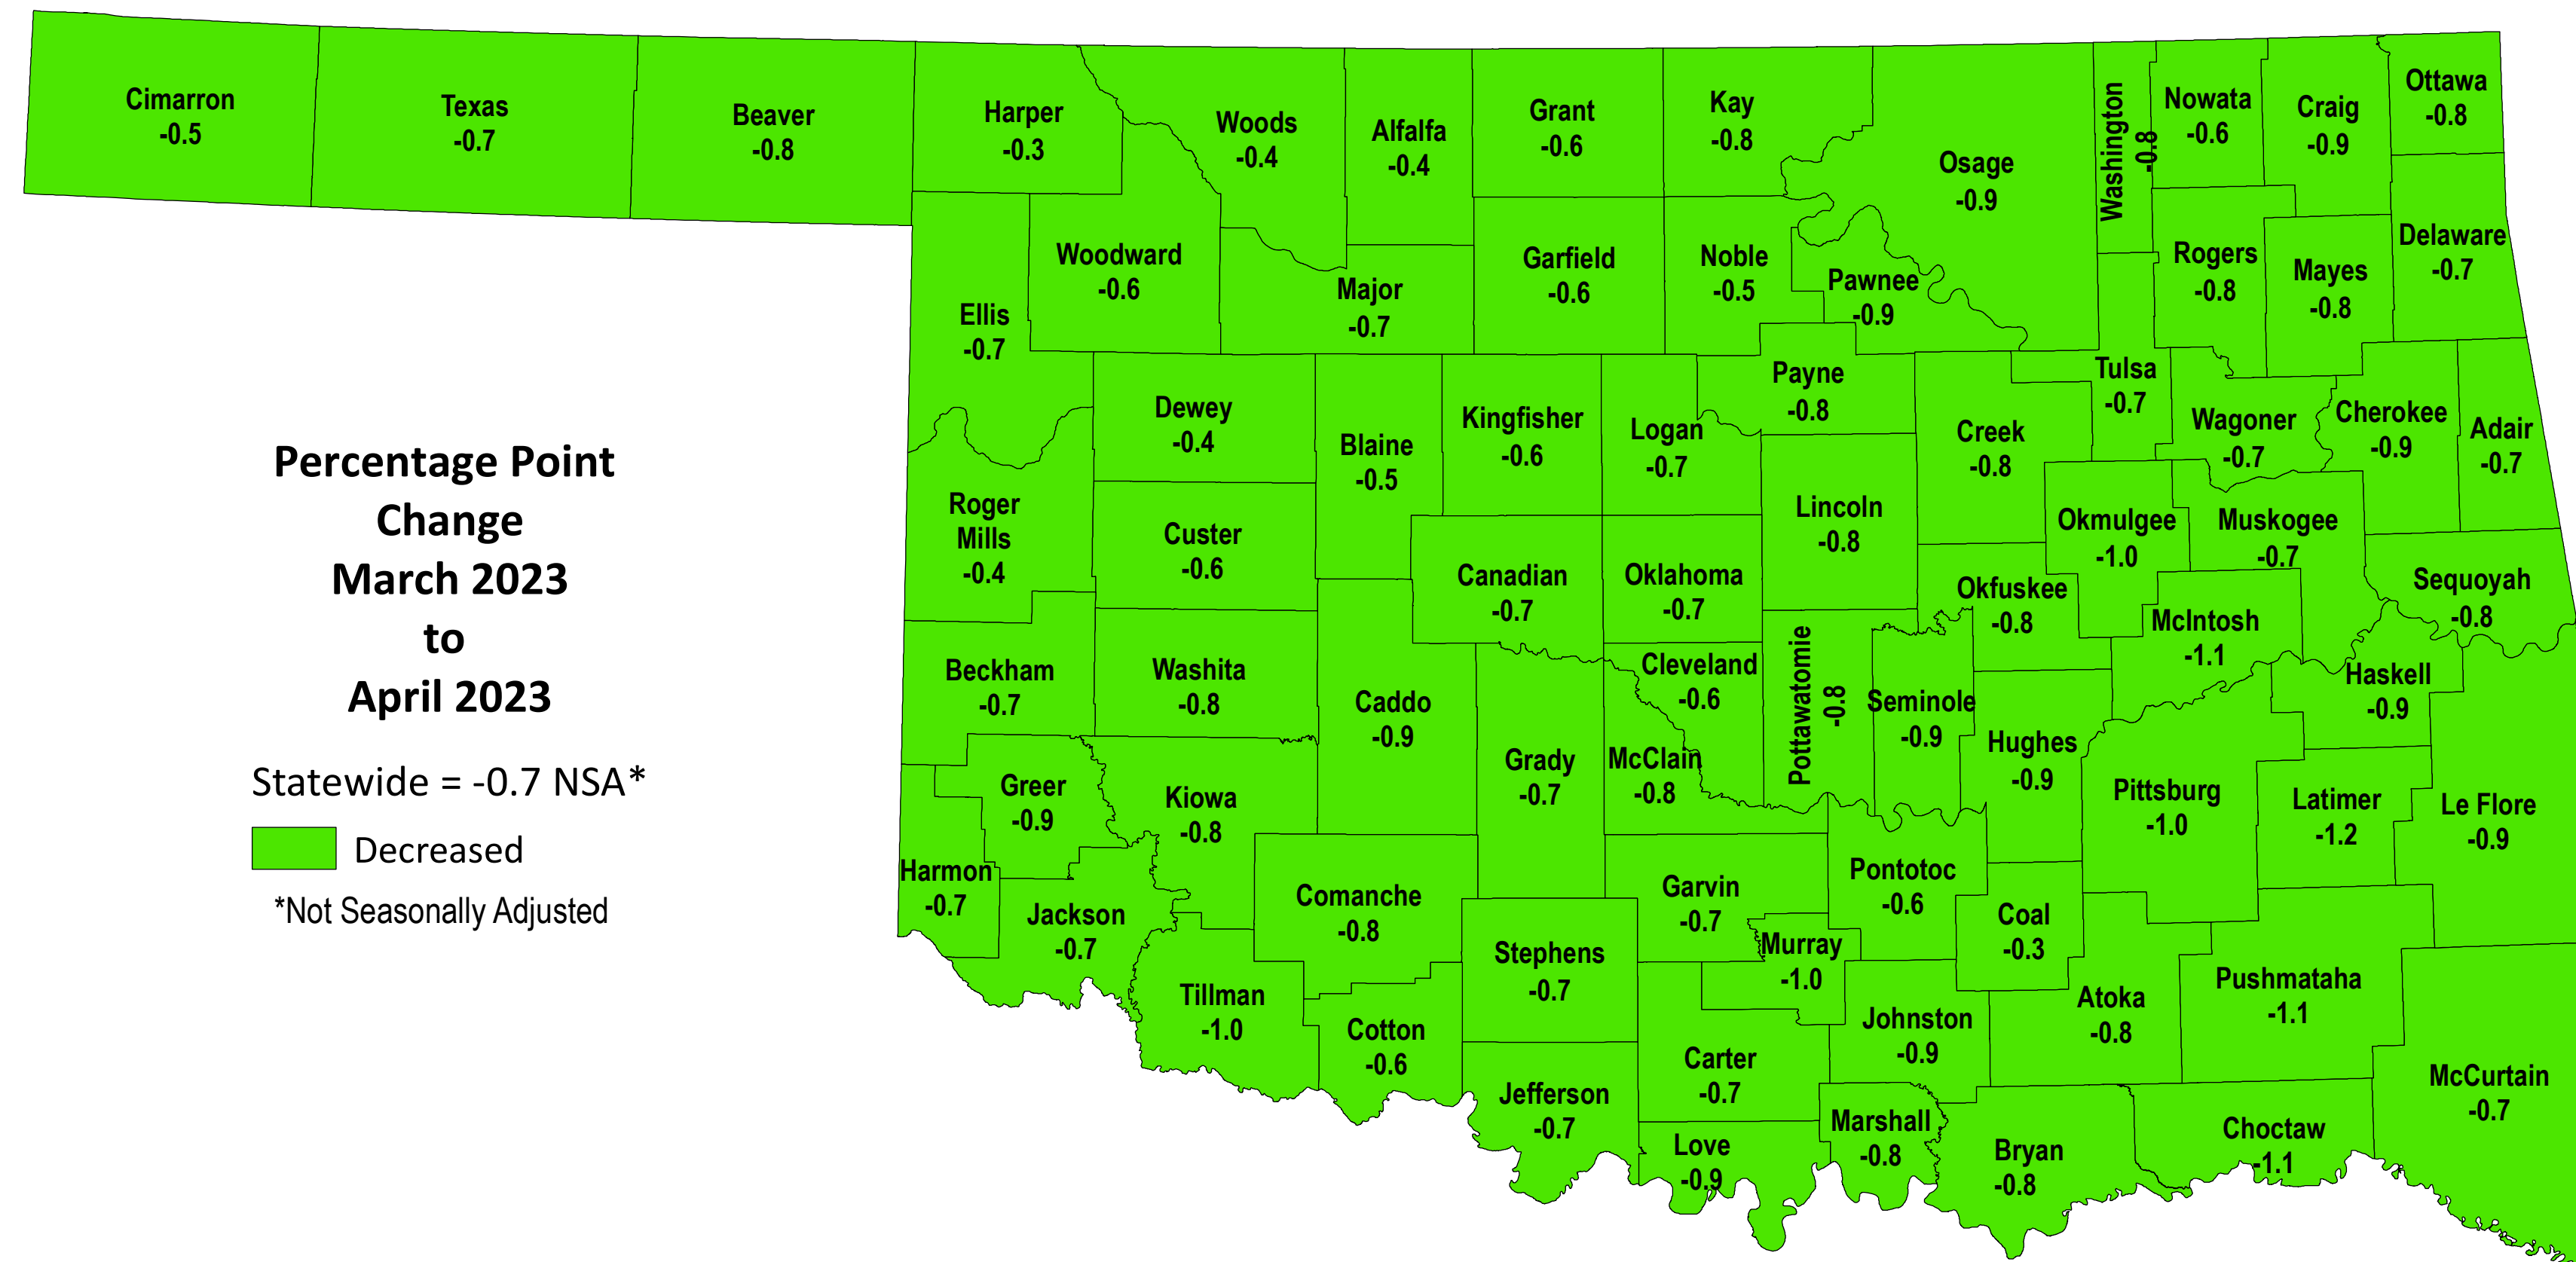 Cimarron
-0.5
Texas
-0.7
Beaver
-0.8
Harper
-0.3
Woods
-0.4
Alfalfa
-0.4
Grant
-0.6
Kay
-0.8
Osage
-0.9
Washington
-0.8
Nowata
-0.6
Craig
-0.9
Ottawa
-0.8
Ellis
-0.7
Woodward
-0.6
Major
-0.7
Garfield
-0.6
Noble
-0.5
Pawnee
-0.9
Rogers
-0.8
Mayes
-0.8
Delaware
-0.7
Dewey
-0.4
Blaine
-0.5
Kingfisher
-0.6
Logan
-0.7
Payne
-0.8
Creek
-0.8
Tulsa
-0.7
Wagoner
-0.7
Cherokee
-0.9
Adair
-0.7
Percentage Point
Change
March 2023
to
April 2023
Statewide = -0.7 NSA*
Decreased
*Not Seasonally Adjusted
Roger
Mills
-0.4
Custer
-0.6
Canadian
-0.7
Oklahoma
-0.7
Lincoln
-0.8
Okfuskee
-0.8
Okmulgee
-1.0
Muskogee
-0.7
McIntosh
-1.1
Sequoyah
-0.8
Beckham
-0.7
Washita
-0.8
Caddo
-0.9
Grady
-0.7
Cleveland
-0.6
McClain
-0.8
Pottawatomie
-0.8
Seminole
-0.9
Hughes
-0.9
Pittsburg
-1.0
Haskell
-0.9
Latimer
-1.2
Le Flore
-0.9
Greer
-0.9
Kiowa
-0.8
Harmon
-0.7
Jackson
-0.7
Comanche
-0.8
Stephens
-0.7
Garvin
-0.7
Murray
-1.0
Pontotoc
-0.6
Coal
-0.3
Tillman
-1.0
Cotton
-0.6
Jefferson
-0.7
Carter
-0.7
Johnston
-0.9
Atoka
-0.8
Pushmataha
-1.1
McCurtain
-0.7
Love
-0.9
Marshall
-0.8
Bryan
-0.8
Choctaw
-1.1